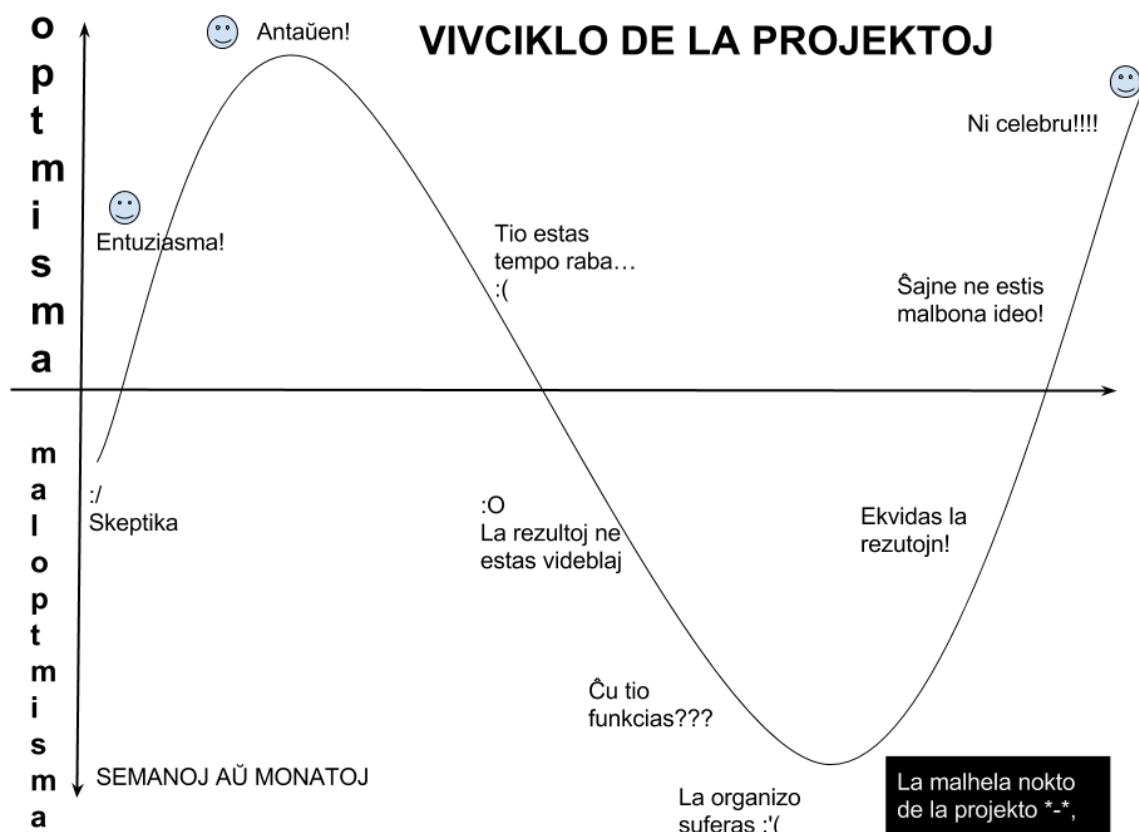 VIVCIKLO DE LA PROJEKTOJ
optmisma
maloptmisma
Antaŭen!
Entuziasma!
:/
Skeptika
Tio estas
tempo raba…
:(
:O
La rezultoj ne
estas videblaj
Ĉu tio
funkcias???
La organizo
suferas :'(
La malhela nokto
de la projekto *-*,
Ekvidas la
rezutojn!
Ŝajne ne estis
malbona ideo!
Ni celebru!!!!
SEMANOJ AŬ MONATOJ